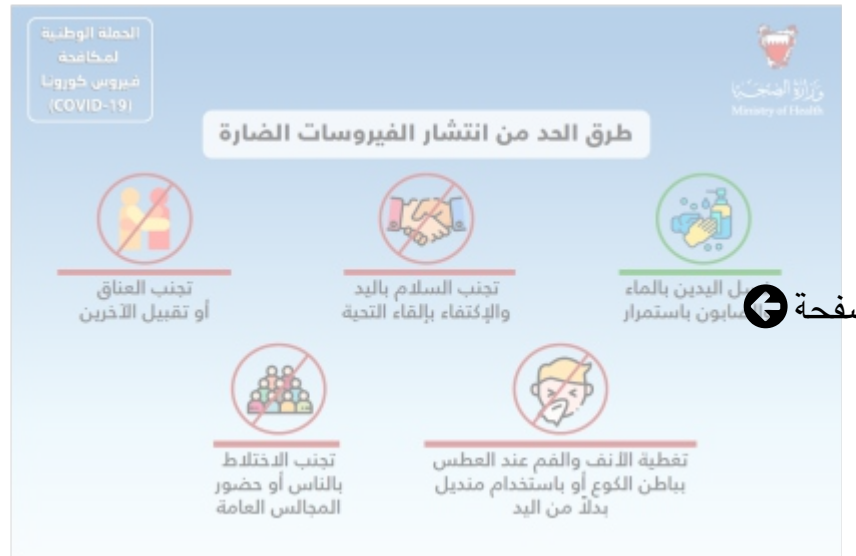 الحملة الوطنية
لمكافحة
فيروس كورونا
(COVID-19)
وزارة الصحة
Ministry of Health
طرق الحد من انتشار الفيروسات الضارة
اليدين بالماء
باستمرار
تجنب السلام باليد
والإكتفاء بإلقاء التحية
تجنب العناق
أو تقبيل الآخرين
تغطية الأنف والفم عند العطس
بباطن الكوع أو باستخدام منديل
بدلاً من اليد
تجنب الاختلاط
بالناس أو حضور
المجالس العامة